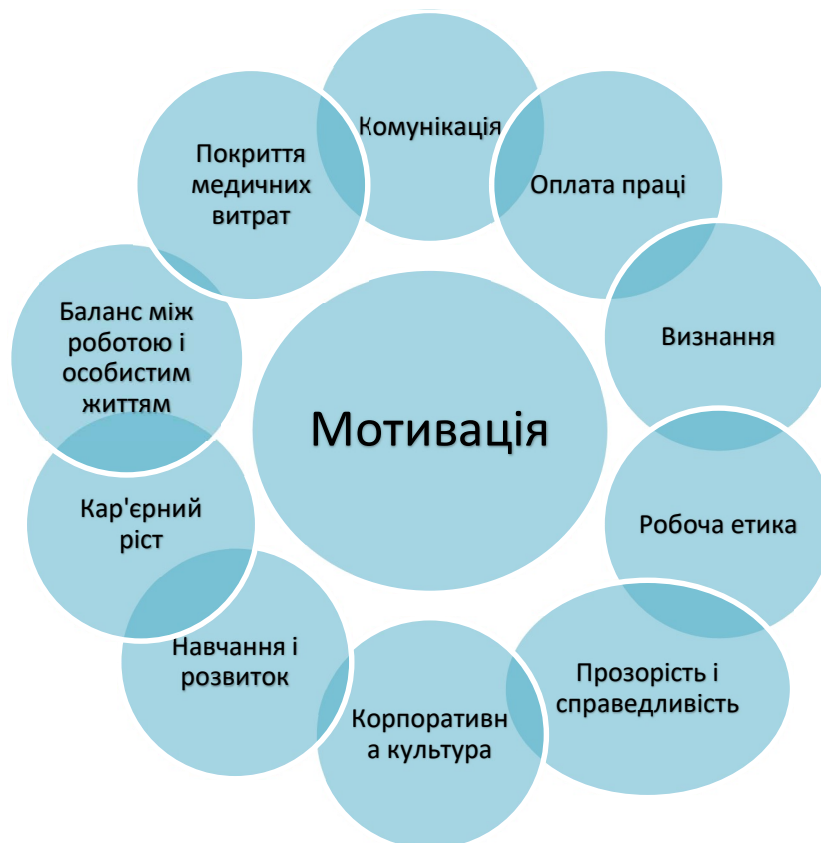 Комунікація
Оплата праці
Визнання
Робоча етика
Прозорість і
справедливість
Корпоративн
а культура
Навчання і
розвиток
Кар'єрний
ріст
Баланс між
роботою і
особистим
життям
Покриття
медичних
витрат
Мотивація